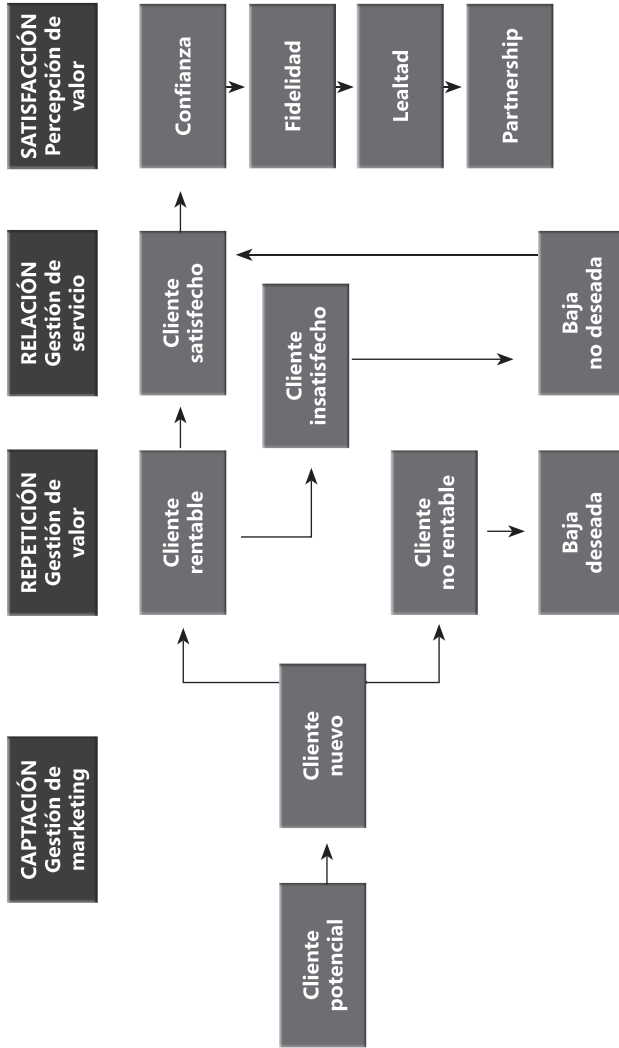 CAPTACIÓN
Gestión de
marketing
REPETICIÓN
Gestión de
valor
RELACIÓN
Gestión de
servicio
SATISFACCIÓN
Percepción de
valor
Cliente
potencial
Cliente
nuevo
Cliente
rentable
Cliente
no rentable
Baja
deseada
Cliente
satisfecho
Cliente
insatisfecho
Baja
no deseada
Confianza
Fidelidad
Lealtad
Partnership